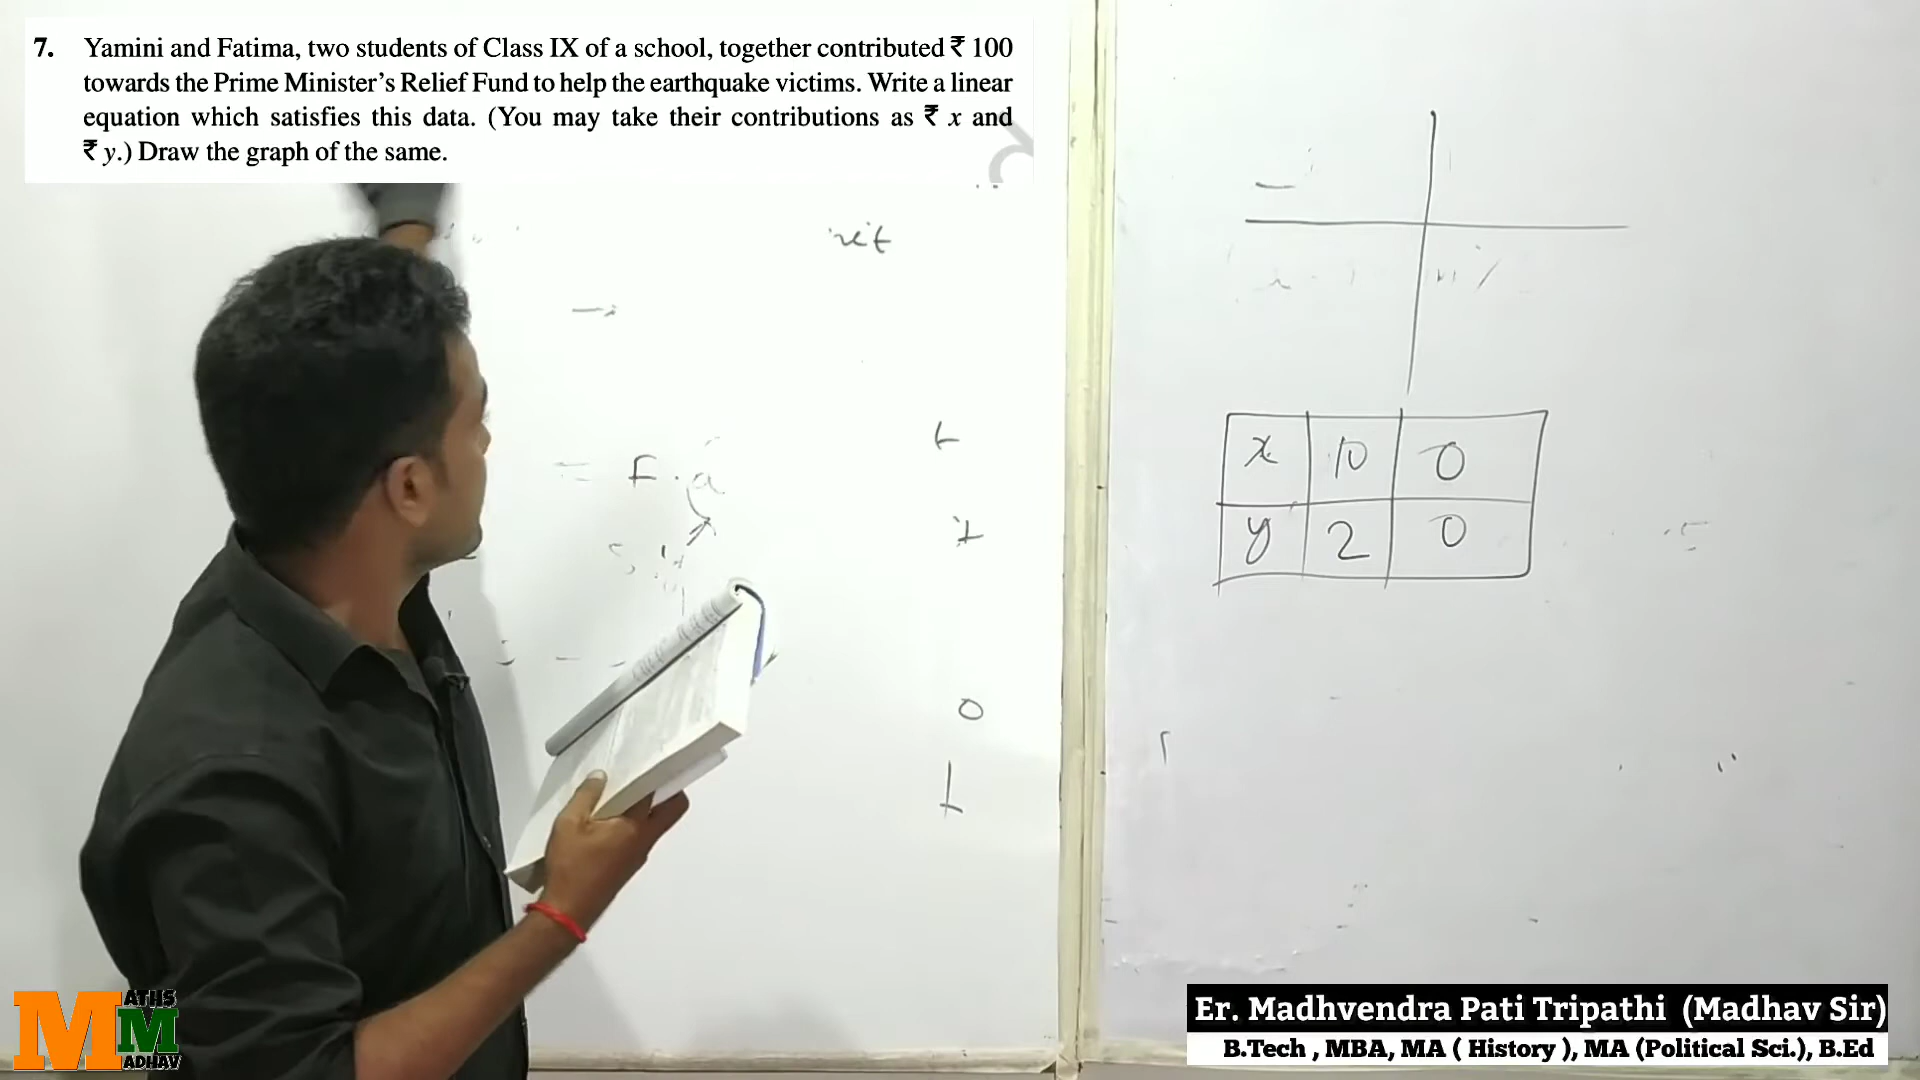 7. Yamini and Fatima, two students of Class IX of a school, together contributed ₹ 100
towards the Prime Minister's Relief Fund to help the earthquake victims. Write a linear
equation which satisfies this data. (You may take their contributions as ₹ x and
₹ y.) Draw the graph of the same.
x 10 0
y 2 0
MATHS
MADHAV
Er. Madhvendra Pati Tripathi (Madhav Sir)
B.Tech , MBA, MA ( History ), MA (Political Sci.), B.Ed